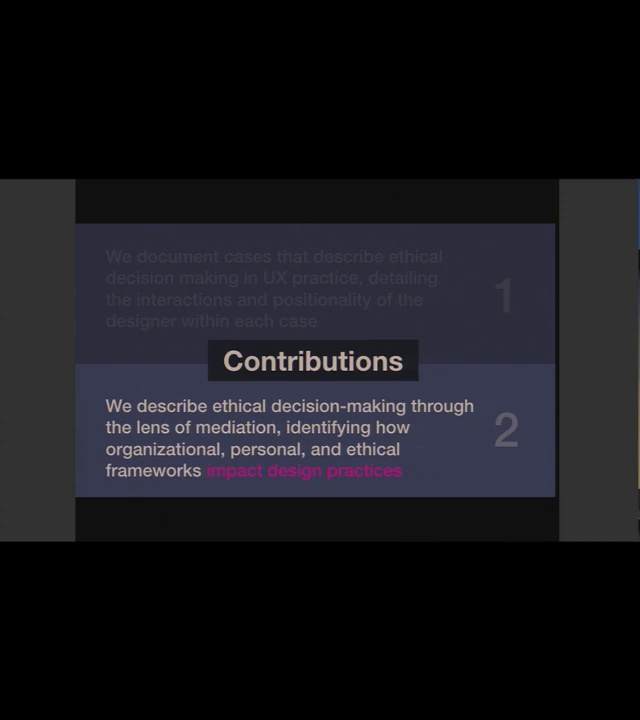 We document cases that describe ethical
decision making in UX practice, detailing
the interactions and positionality of the
designer within each case
1
Contributions
We describe ethical decision-making through
the lens of mediation, identifying how
organizational, personal, and ethical
frameworks impact design practices
2